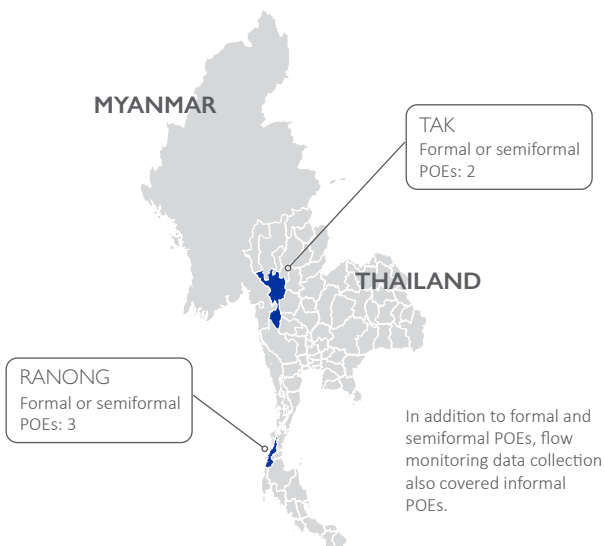 MYANMAR
TAK
Formal or semiformal
POEs: 2
THAILAND
RANONG
Formal or semiformal
POEs: 3
In addition to formal and
semiformal POEs, flow
monitoring data collection
also covered informal
POEs.